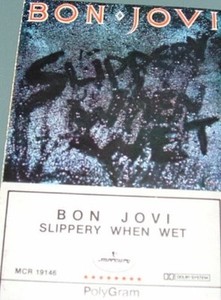 BON JOVI
SLIPPERY
WHEN
WET
BON JOVI
SLIPPERY WHEN WET
MCR 19146
PolyGram